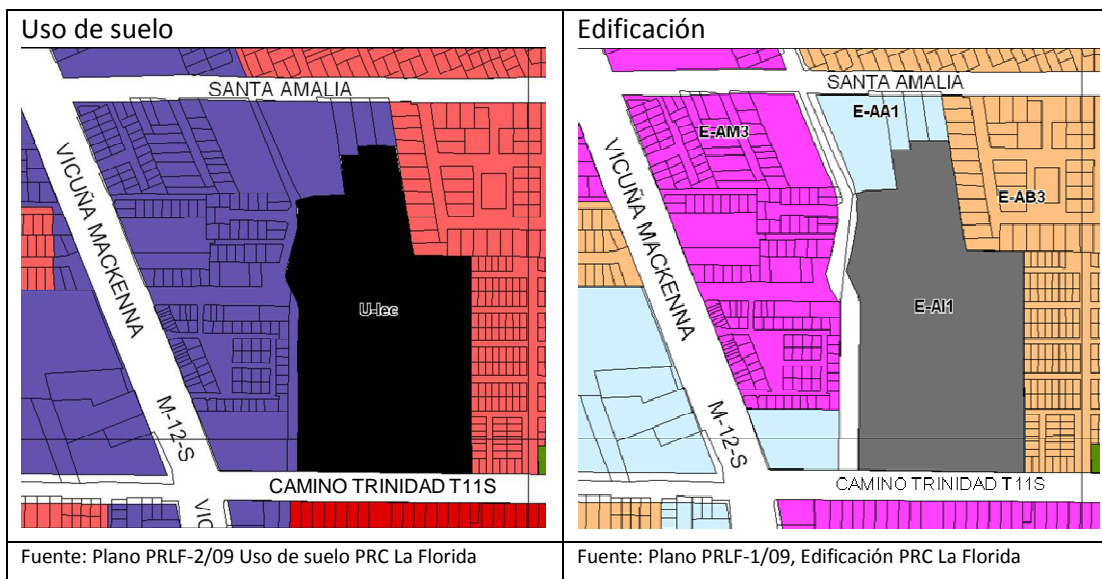 Uso de suelo
SANTA AMALIA
VICUÑA MACKENNA
U-Iec
M-12-S
CAMINO TRINIDAD T11S
VIC
Fuente: Plano PRLF-2/09 Uso de suelo PRC La Florida
Edificación
SANTA AMALIA
E-AA1
E-AM3
VICUÑA MACKENNA
E-AB3
E-AI1
M-12-S
CAMINO TRINIDAD T11S
Fuente: Plano PRLF-1/09, Edificación PRC La Florida